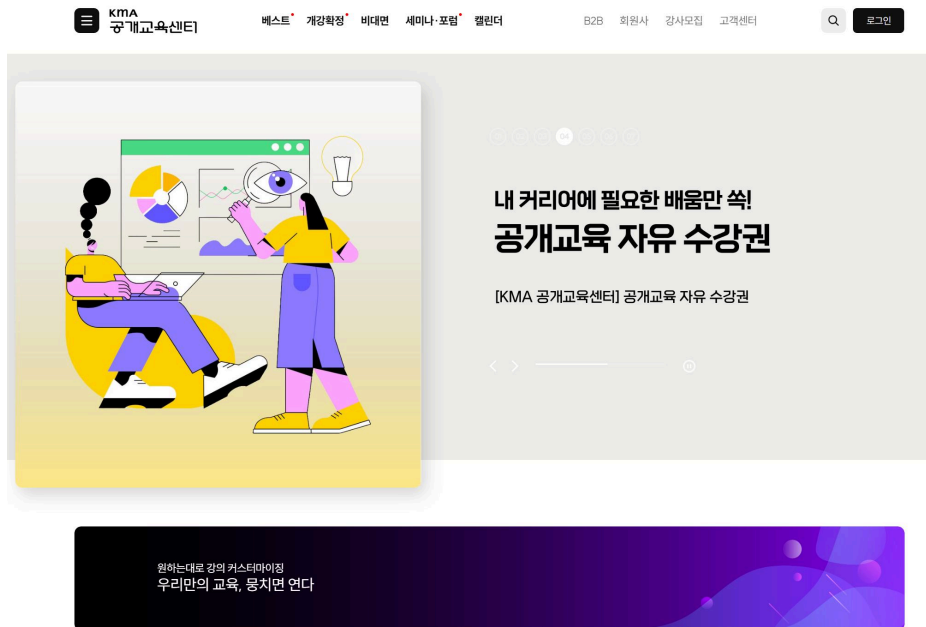 KMA
공개교육센터
베스트 개강확정 비대면 세미나·포럼 캘린더
B2B 회원사 강사모집 고객센터
로그인
04
내 커리어에 필요한 배움만 쏙!
공개교육 자유 수강권
[KMA 공개교육센터] 공개교육 자유 수강권
원하는대로 강의 커스터마이징
우리만의 교육, 뭉치면 연다